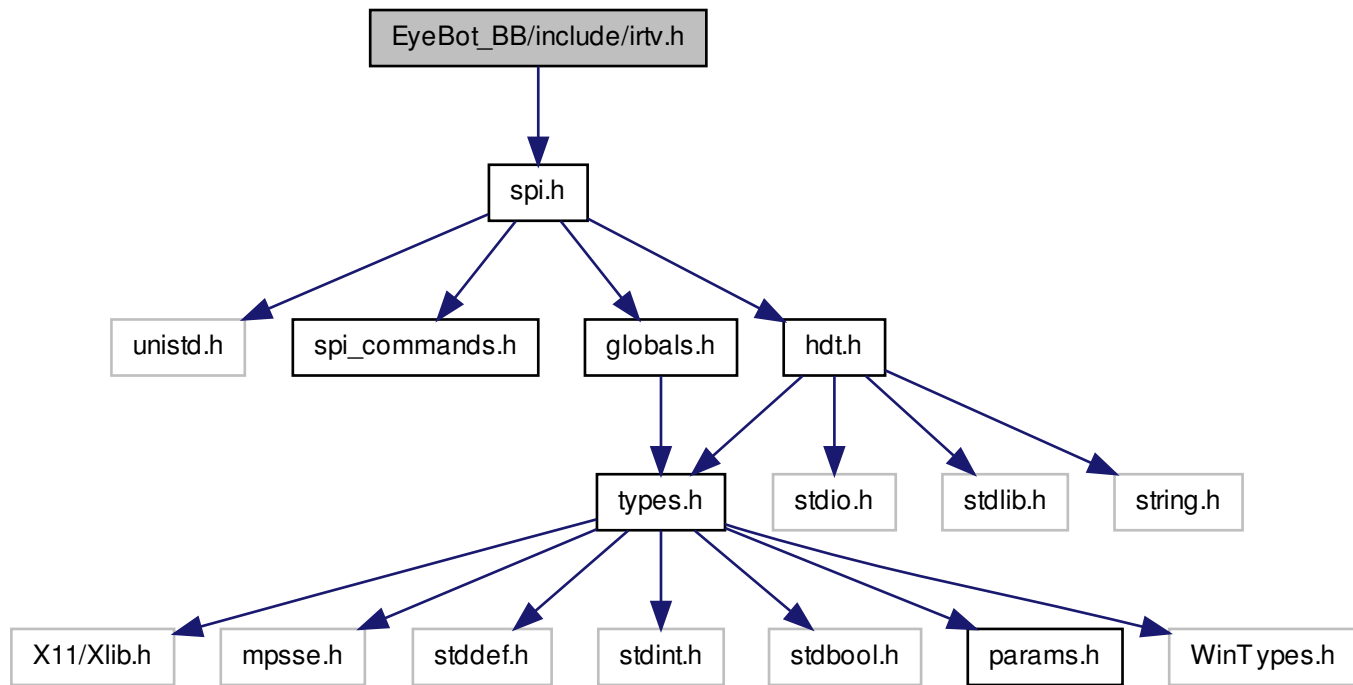 EyeBot_BB/include/irtv.h
spi.h
unistd.h
spi_commands.h
globals.h
hdt.h
types.h
stdio.h
stdlib.h
string.h
X11/Xlib.h
mpsse.h
stddef.h
stdint.h
stdbool.h
params.h
WinTypes.h